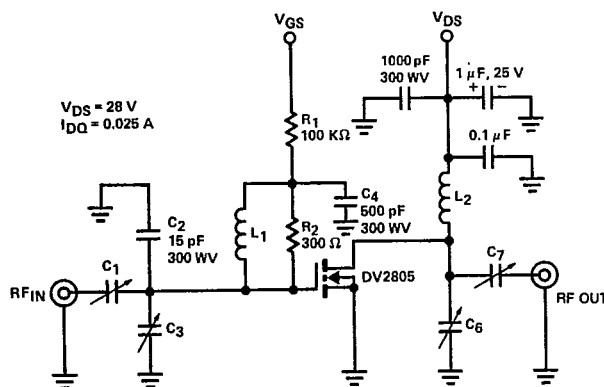 VGS
VDS
1000 pF
300 WV
1 μF, 25 V
+ −
VDS = 28 V
IDQ = 0.025 A
R1
100 KΩ
0.1 μF
C2
15 pF
300 WV
L1
R2
300 Ω
C4
500 pF
300 WV
L2
C1
RFIN
C3
DV2805
C7
RF OUT
C6